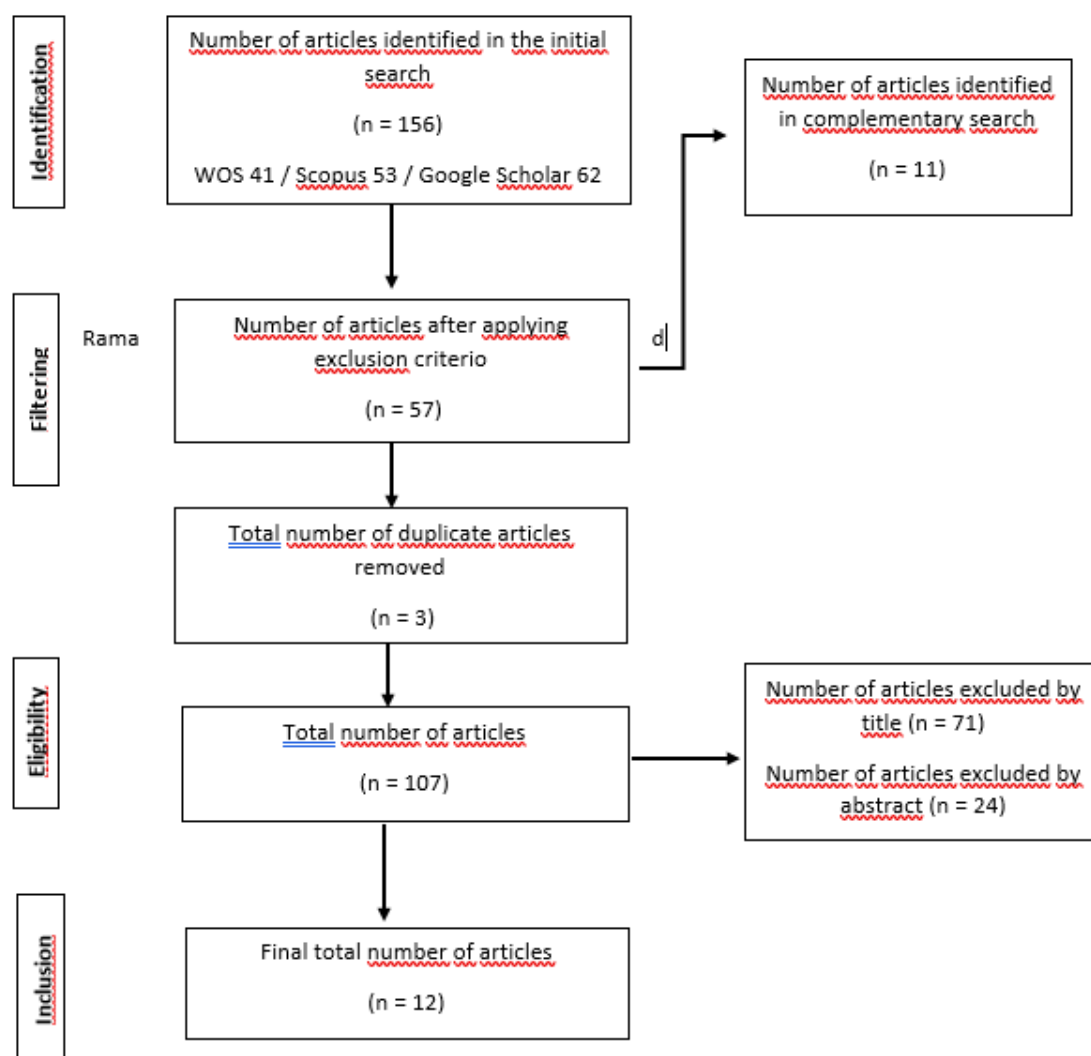 Identification
Number of articles identified in the initial
search
(n = 156)
WOS 41 / Scopus 53 / Google Scholar 62
Number of articles identified
in complementary search
(n = 11)
Filtering
Rama
Number of articles after applying
exclusion criterio
(n = 57)
d
Total number of duplicate articles
removed
(n = 3)
Eligibility
Total number of articles
(n = 107)
Number of articles excluded by
title (n = 71)
Number of articles excluded by
abstract (n = 24)
Inclusion
Final total number of articles
(n = 12)